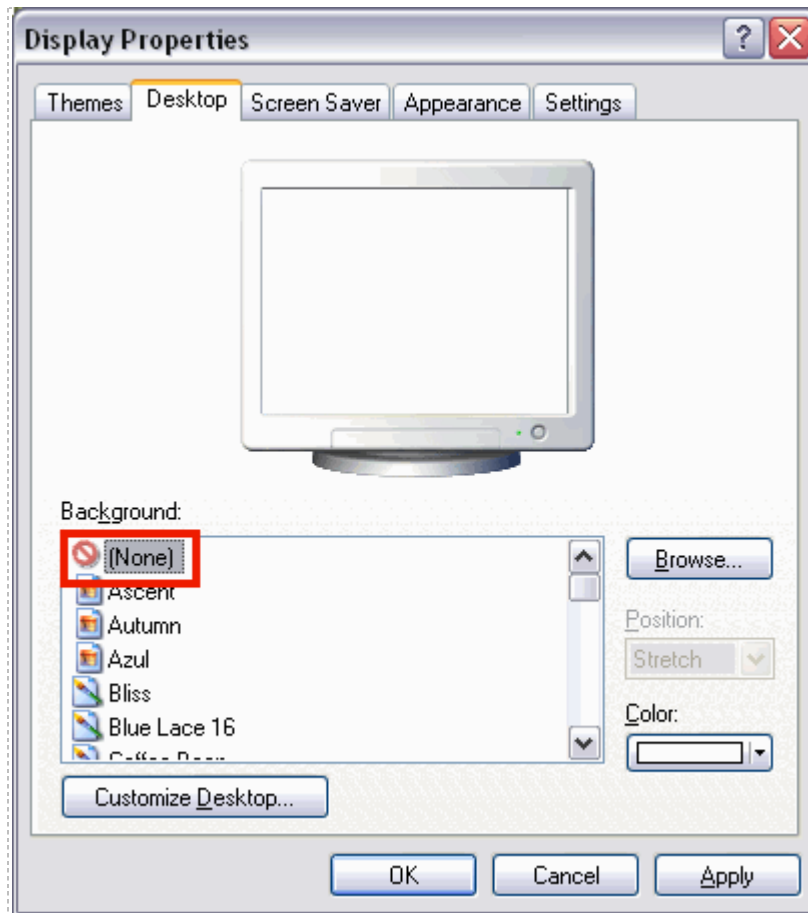 Display Properties
Themes Desktop Screen Saver Appearance Settings
Background:
(None)
Ascent
Autumn
Azul
Bliss
Blue Lace 16
Browse...
Position:
Stretch
Color:
Customize Desktop...
OK Cancel Apply